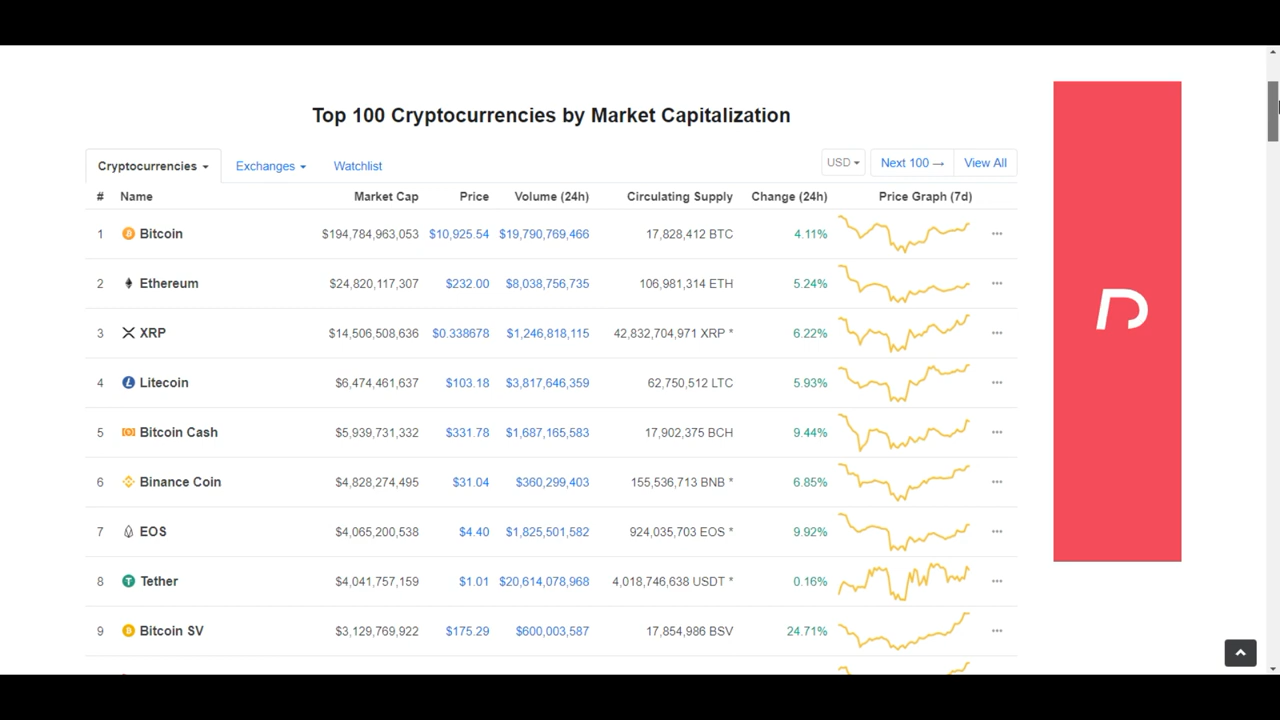 Top 100 Cryptocurrencies by Market Capitalization
Cryptocurrencies Exchanges Watchlist USD Next 100 → View All
# Name Market Cap Price Volume (24h) Circulating Supply Change (24h) Price Graph (7d)
1 Bitcoin $194,784,963,053 $10,925.54 $19,790,769,466 17,828,412 BTC 4.11%
2 Ethereum $24,820,117,307 $232.00 $8,038,756,735 106,981,314 ETH 5.24%
3 XRP $14,506,508,636 $0.338678 $1,246,818,115 42,832,704,971 XRP * 6.22%
4 Litecoin $6,474,461,637 $103.18 $3,817,646,359 62,750,512 LTC 5.93%
5 Bitcoin Cash $5,939,731,332 $331.78 $1,687,165,583 17,902,375 BCH 9.44%
6 Binance Coin $4,828,274,495 $31.04 $360,299,403 155,536,713 BNB * 6.85%
7 EOS $4,065,200,538 $4.40 $1,825,501,582 924,035,703 EOS * 9.92%
8 Tether $4,041,757,159 $1.01 $20,614,078,968 4,018,746,638 USDT * 0.16%
9 Bitcoin SV $3,129,769,922 $175.29 $600,003,587 17,854,986 BSV 24.71%